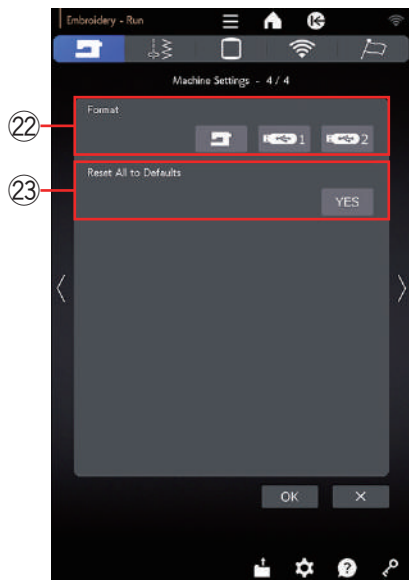 Embroidery - Run
Machine Settings - 4 / 4
㉒
Format
1
2
㉓
Reset All to Defaults
YES
OK